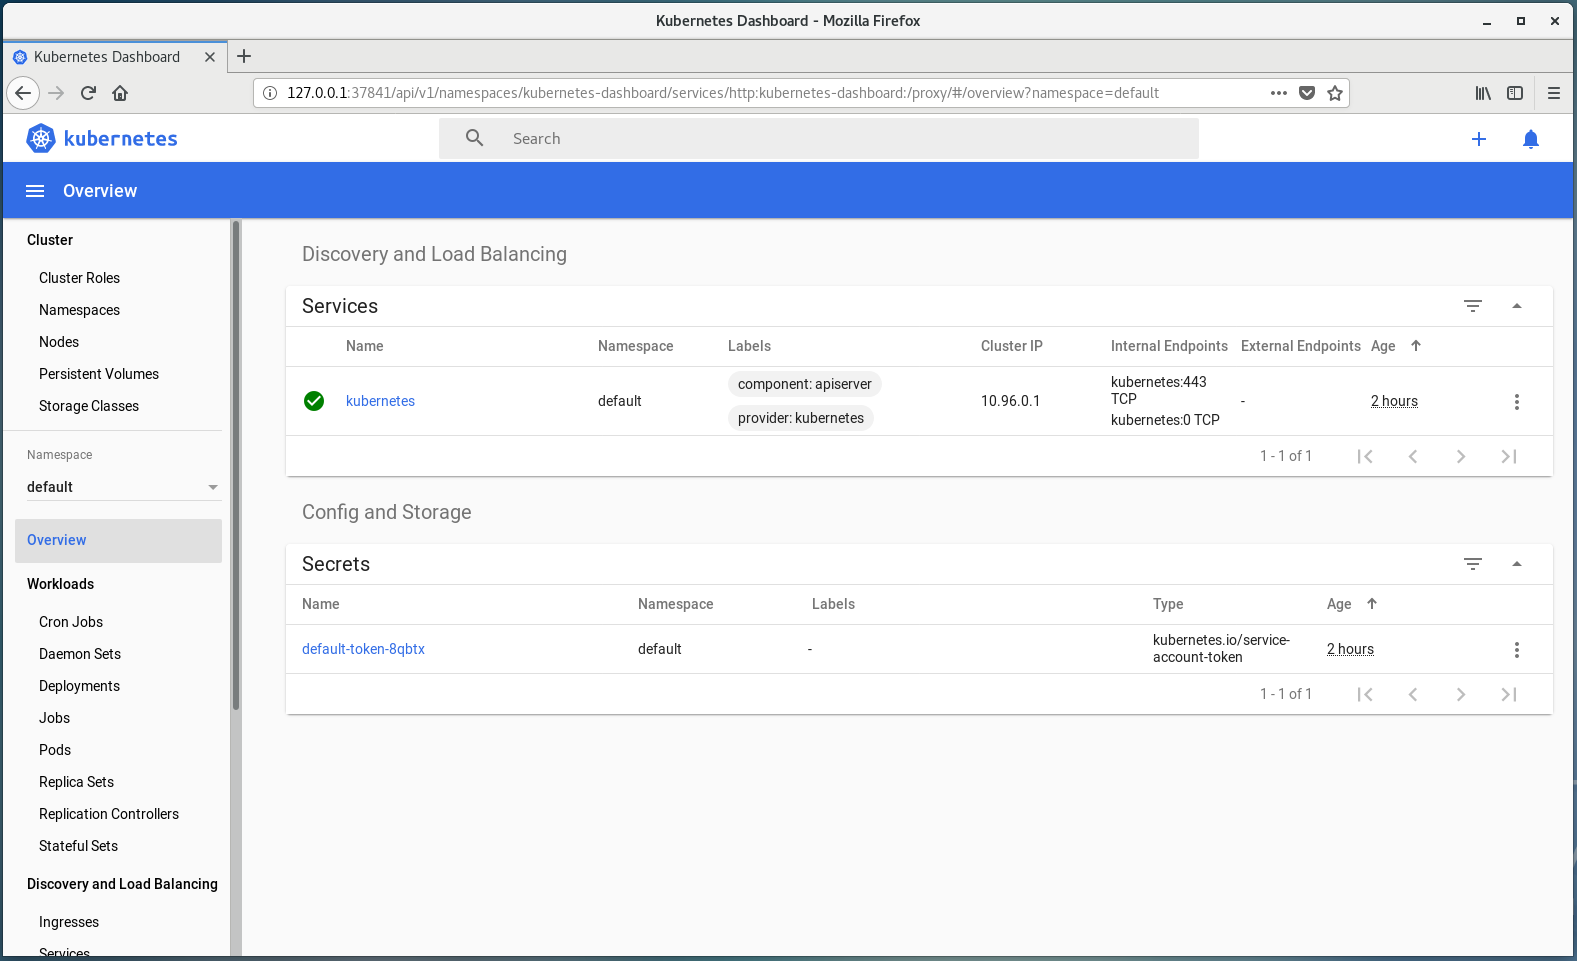 Kubernetes Dashboard - Mozilla Firefox
Kubernetes Dashboard
127.0.0.1:37841/api/v1/namespaces/kubernetes-dashboard/services/http:kubernetes-dashboard:/proxy/#/overview?namespace=default
kubernetes
Search
Overview
Cluster
Cluster Roles
Namespaces
Nodes
Persistent Volumes
Storage Classes
Namespace
default
Overview
Workloads
Cron Jobs
Daemon Sets
Deployments
Jobs
Pods
Replica Sets
Replication Controllers
Stateful Sets
Discovery and Load Balancing
Ingresses
Services
Discovery and Load Balancing
Services
Name Namespace Labels Cluster IP Internal Endpoints External Endpoints Age
kubernetes default component: apiserver provider: kubernetes 10.96.0.1 kubernetes:443 TCP kubernetes:0 TCP - 2 hours
1 - 1 of 1
Config and Storage
Secrets
Name Namespace Labels Type Age
default-token-8qbtx default - kubernetes.io/service-account-token 2 hours
1 - 1 of 1